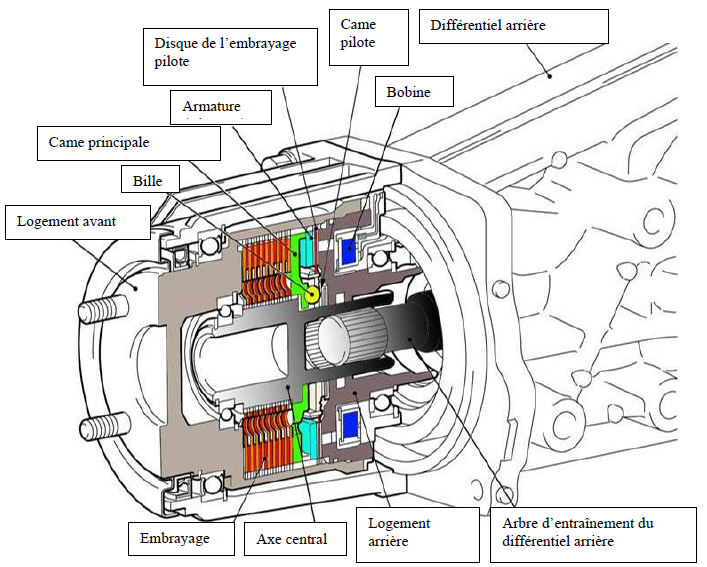 Came
pilote
Différentiel arrière
Disque de l'embrayage
pilote
Bobine
Armature
Came principale
Bille
Logement avant
Embrayage
Axe central
Logement
arrière
Arbre d'entraînement du
différentiel arrière